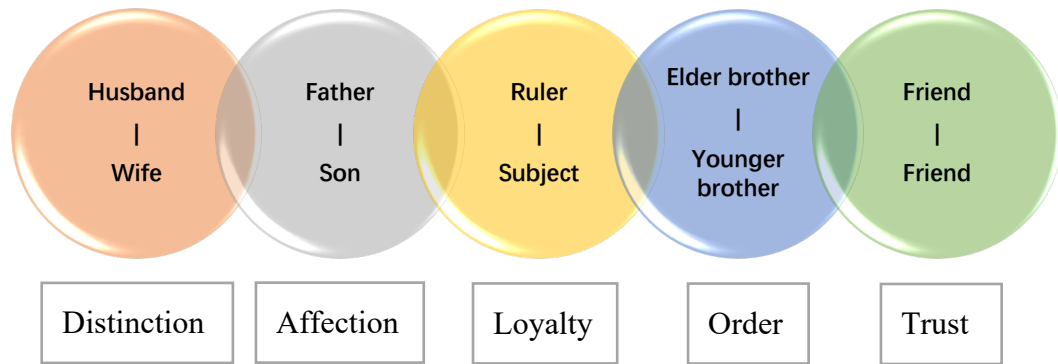 Husband
|
Wife
Father
|
Son
Ruler
|
Subject
Elder brother
|
Younger
brother
Friend
|
Friend
Distinction
Affection
Loyalty
Order
Trust